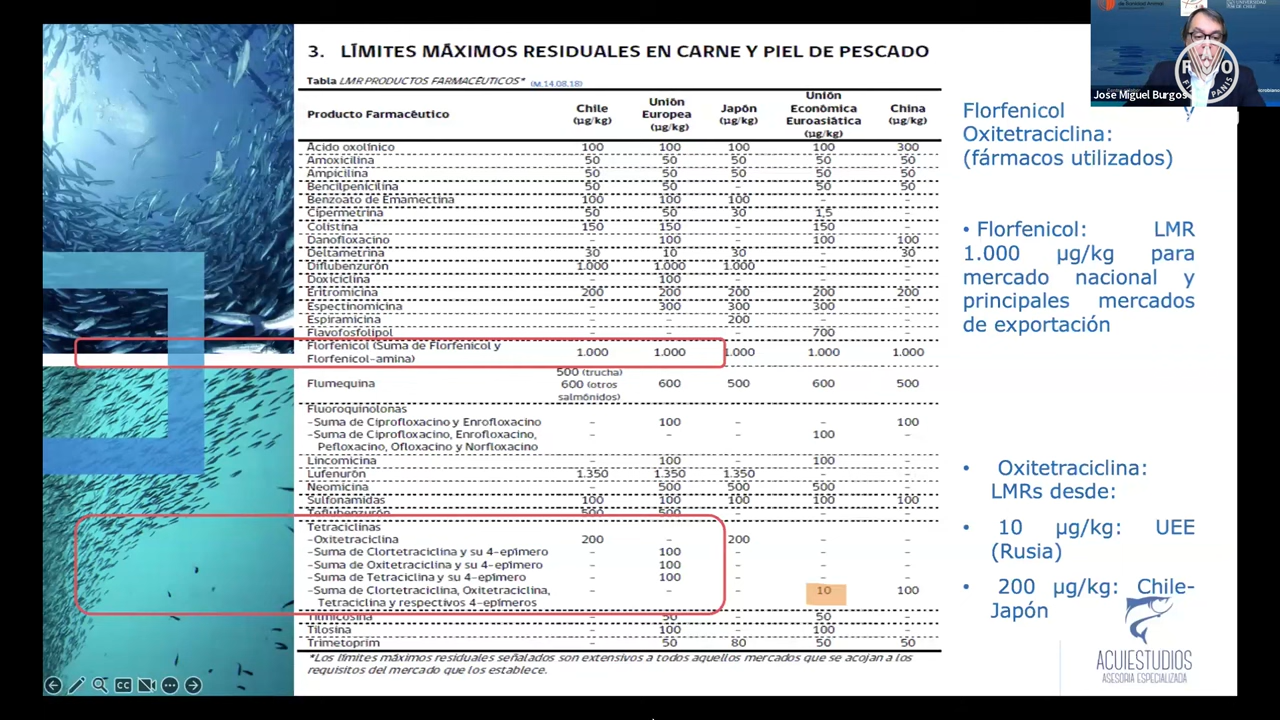 3. LÍMITES MÁXIMOS RESIDUALES EN CARNE Y PIEL DE PESCADO
Tabla LMR PRODUCTOS FARMACÉUTICOS* (M.14.08.18)
Producto Farmacéutico Chile (µg/kg) Unión Europea (µg/kg) Japón (µg/kg) Unión Económica Euroasiática (µg/kg) China (µg/kg)
Ácido oxolínico 100 100 100 100 300
Amoxicilina 50 50 50 50 50
Ampicilina 50 50 50 50 50
Bencilpenicilina 50 50 - 50 50
Benzoato de Emamectina 100 100 100 - -
Cipermetrina 50 50 30 1,5 -
Colistina 150 150 - 150 -
Danofloxacino - 100 - 100 100
Deltametrina 30 10 30 - 30
Diflubenzurón 1.000 1.000 1.000 - -
Doxiciclina - 100 - - -
Eritromicina 200 200 200 200 200
Espectinomicina - 300 300 300 -
Espiramicina - - 200 - -
Flavofosfolipol - - - 700 -
Florfenicol (Suma de Florfenicol y
Florfenicol-amina) 1.000 1.000 1.000 1.000 1.000
Flumequina 500 (trucha) 600 (otros salmónidos) 600 500 600 500
Fluoroquinolonas
-Suma de Ciprofloxacino y Enrofloxacino - 100 - - 100
-Suma de Ciprofloxacino, Enrofloxacino, - - - 100 -
Pefloxacino, Ofloxacino y Norfloxacino
Lincomicina - 100 - 100 -
Lufenurón 1.350 1.350 1.350 - -
Neomicina - 500 500 500 -
Sulfonamidas 100 100 100 100 100
Teflubenzurón 500 500 - - -
Tetraciclinas
-Oxitetraciclina 200 - 200 - -
-Suma de Clortetraciclina y su 4-epímero - 100 - - -
-Suma de Oxitetraciclina y su 4-epímero - 100 - - -
-Suma de Tetraciclina y su 4-epímero - 100 - - -
-Suma de Clortetraciclina, Oxitetraciclina, - - - 10 100
Tetraciclina y respectivos 4-epímeros
Tilmicosina - 50 - 50 -
Tilosina - 100 - 100 -
Trimetoprim - 50 80 50 50
*Los límites máximos residuales señalados son extensivos a todos aquellos mercados que se acojan a los
requisitos del mercado que los establece.
Jose Miguel Burgos
Florfenicol y
Oxitetraciclina:
(fármacos utilizados)
• Florfenicol: LMR
1.000 µg/kg para
mercado nacional y
principales mercados
de exportación
• Oxitetraciclina:
LMRs desde:
• 10 µg/kg: UEE
(Rusia)
• 200 µg/kg: Chile-
Japón
ACUIESTUDIOS
ASESORIA ESPECIALIZADA
CC